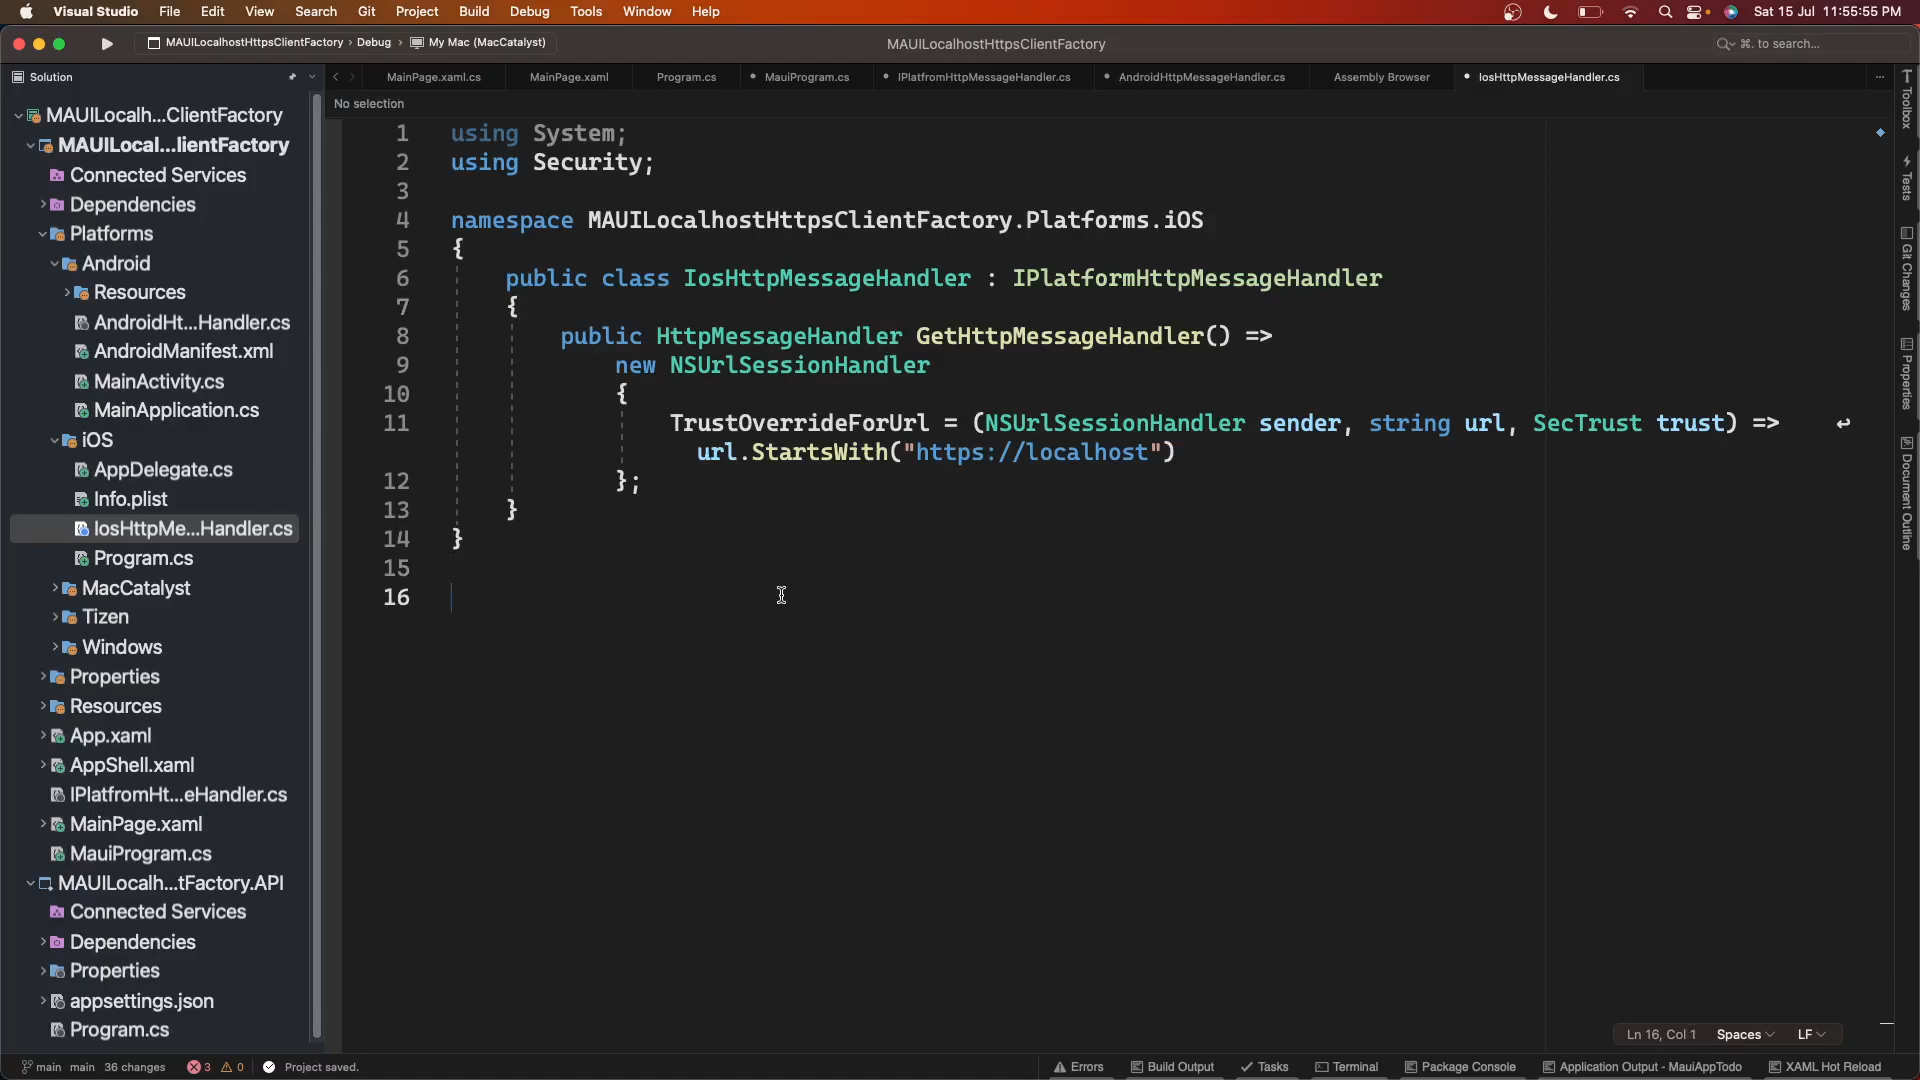 Visual Studio File Edit View Search Git Project Build Debug Tools Window Help Sat 15 Jul 11:55:55 PM
MAUILocalhostHttpsClientFactory › Debug › My Mac (MacCatalyst) MAUILocalhostHttpsClientFactory ⌘. to search...
Solution
MainPage.xaml.cs MainPage.xaml Program.cs MauiProgram.cs IPlatfromHttpMessageHandler.cs AndroidHttpMessageHandler.cs Assembly Browser IosHttpMessageHandler.cs
No selection
MAUILocalh...ClientFactory
MAUILocal...lientFactory
Connected Services
Dependencies
Platforms
Android
Resources
AndroidHt...Handler.cs
AndroidManifest.xml
MainActivity.cs
MainApplication.cs
iOS
AppDelegate.cs
Info.plist
IosHttpMe...Handler.cs
Program.cs
MacCatalyst
Tizen
Windows
Properties
Resources
App.xaml
AppShell.xaml
IPlatfromHt...eHandler.cs
MainPage.xaml
MauiProgram.cs
MAUILocalh...tFactory.API
Connected Services
Dependencies
Properties
appsettings.json
Program.cs
1 using System;
2 using Security;
3
4 namespace MAUILocalhostHttpsClientFactory.Platforms.iOS
5 {
6 public class IosHttpMessageHandler : IPlatformHttpMessageHandler
7 {
8 public HttpMessageHandler GetHttpMessageHandler() =>
9 new NSUrlSessionHandler
10 {
11 TrustOverrideForUrl = (NSUrlSessionHandler sender, string url, SecTrust trust) =>
url.StartsWith("https://localhost")
12 };
13 }
14 }
15
16
Toolbox
Tests
Git Changes
Properties
Document Outline
Ln 16, Col 1 Spaces LF
main main 36 changes 3 0 Project saved. Errors Build Output Tasks Terminal Package Console Application Output - MauiAppTodo XAML Hot Reload